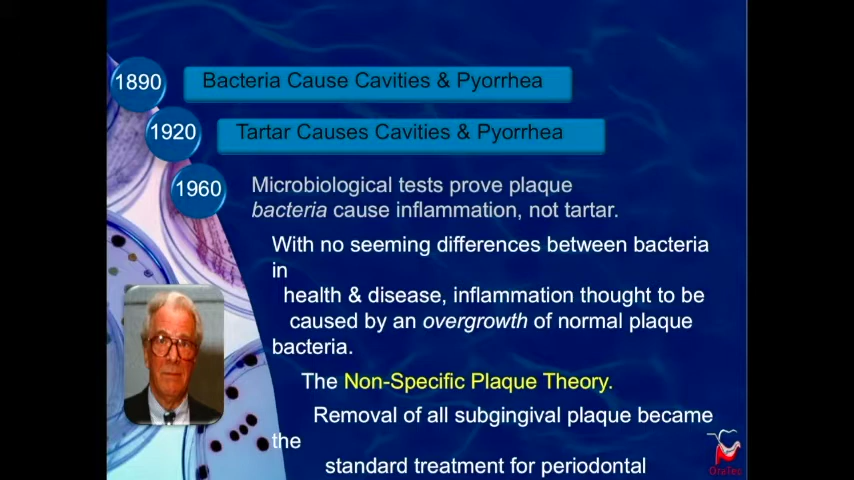 1890
Bacteria Cause Cavities & Pyorrhea
1920
Tartar Causes Cavities & Pyorrhea
1960
Microbiological tests prove plaque
bacteria cause inflammation, not tartar.
With no seeming differences between bacteria
in
health & disease, inflammation thought to be
caused by an overgrowth of normal plaque
bacteria.
The Non-Specific Plaque Theory.
Removal of all subgingival plaque became
the
standard treatment for periodontal
OraTec